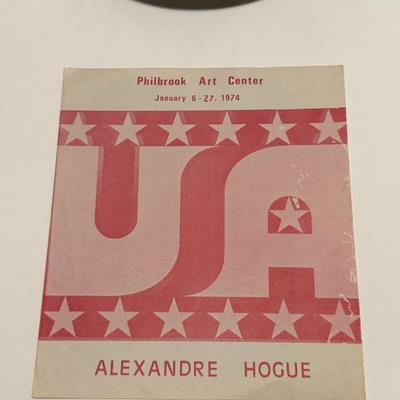 Philbrook Art Center
January 6-27, 1974
USA
ALEXANDRE HOGUE